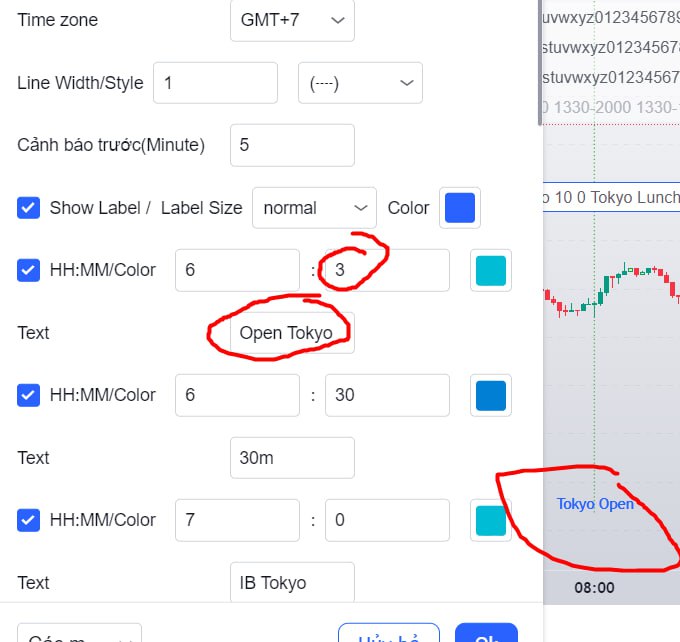 Time zone GMT+7
uvwxyz0123456789
stuvwxyz01234567
Line Width/Style 1 (----)
stuvwxyz01234567
0 1330-2000 1330-
Cảnh báo trước(Minute) 5
Show Label / Label Size normal Color
o 10 0 Tokyo Lunch
HH:MM/Color 6 : 3
Text Open Tokyo
HH:MM/Color 6 : 30
Text 30m
Tokyo Open
HH:MM/Color 7 : 0
Text IB Tokyo
08:00
Các m
Hủy bỏ Ok